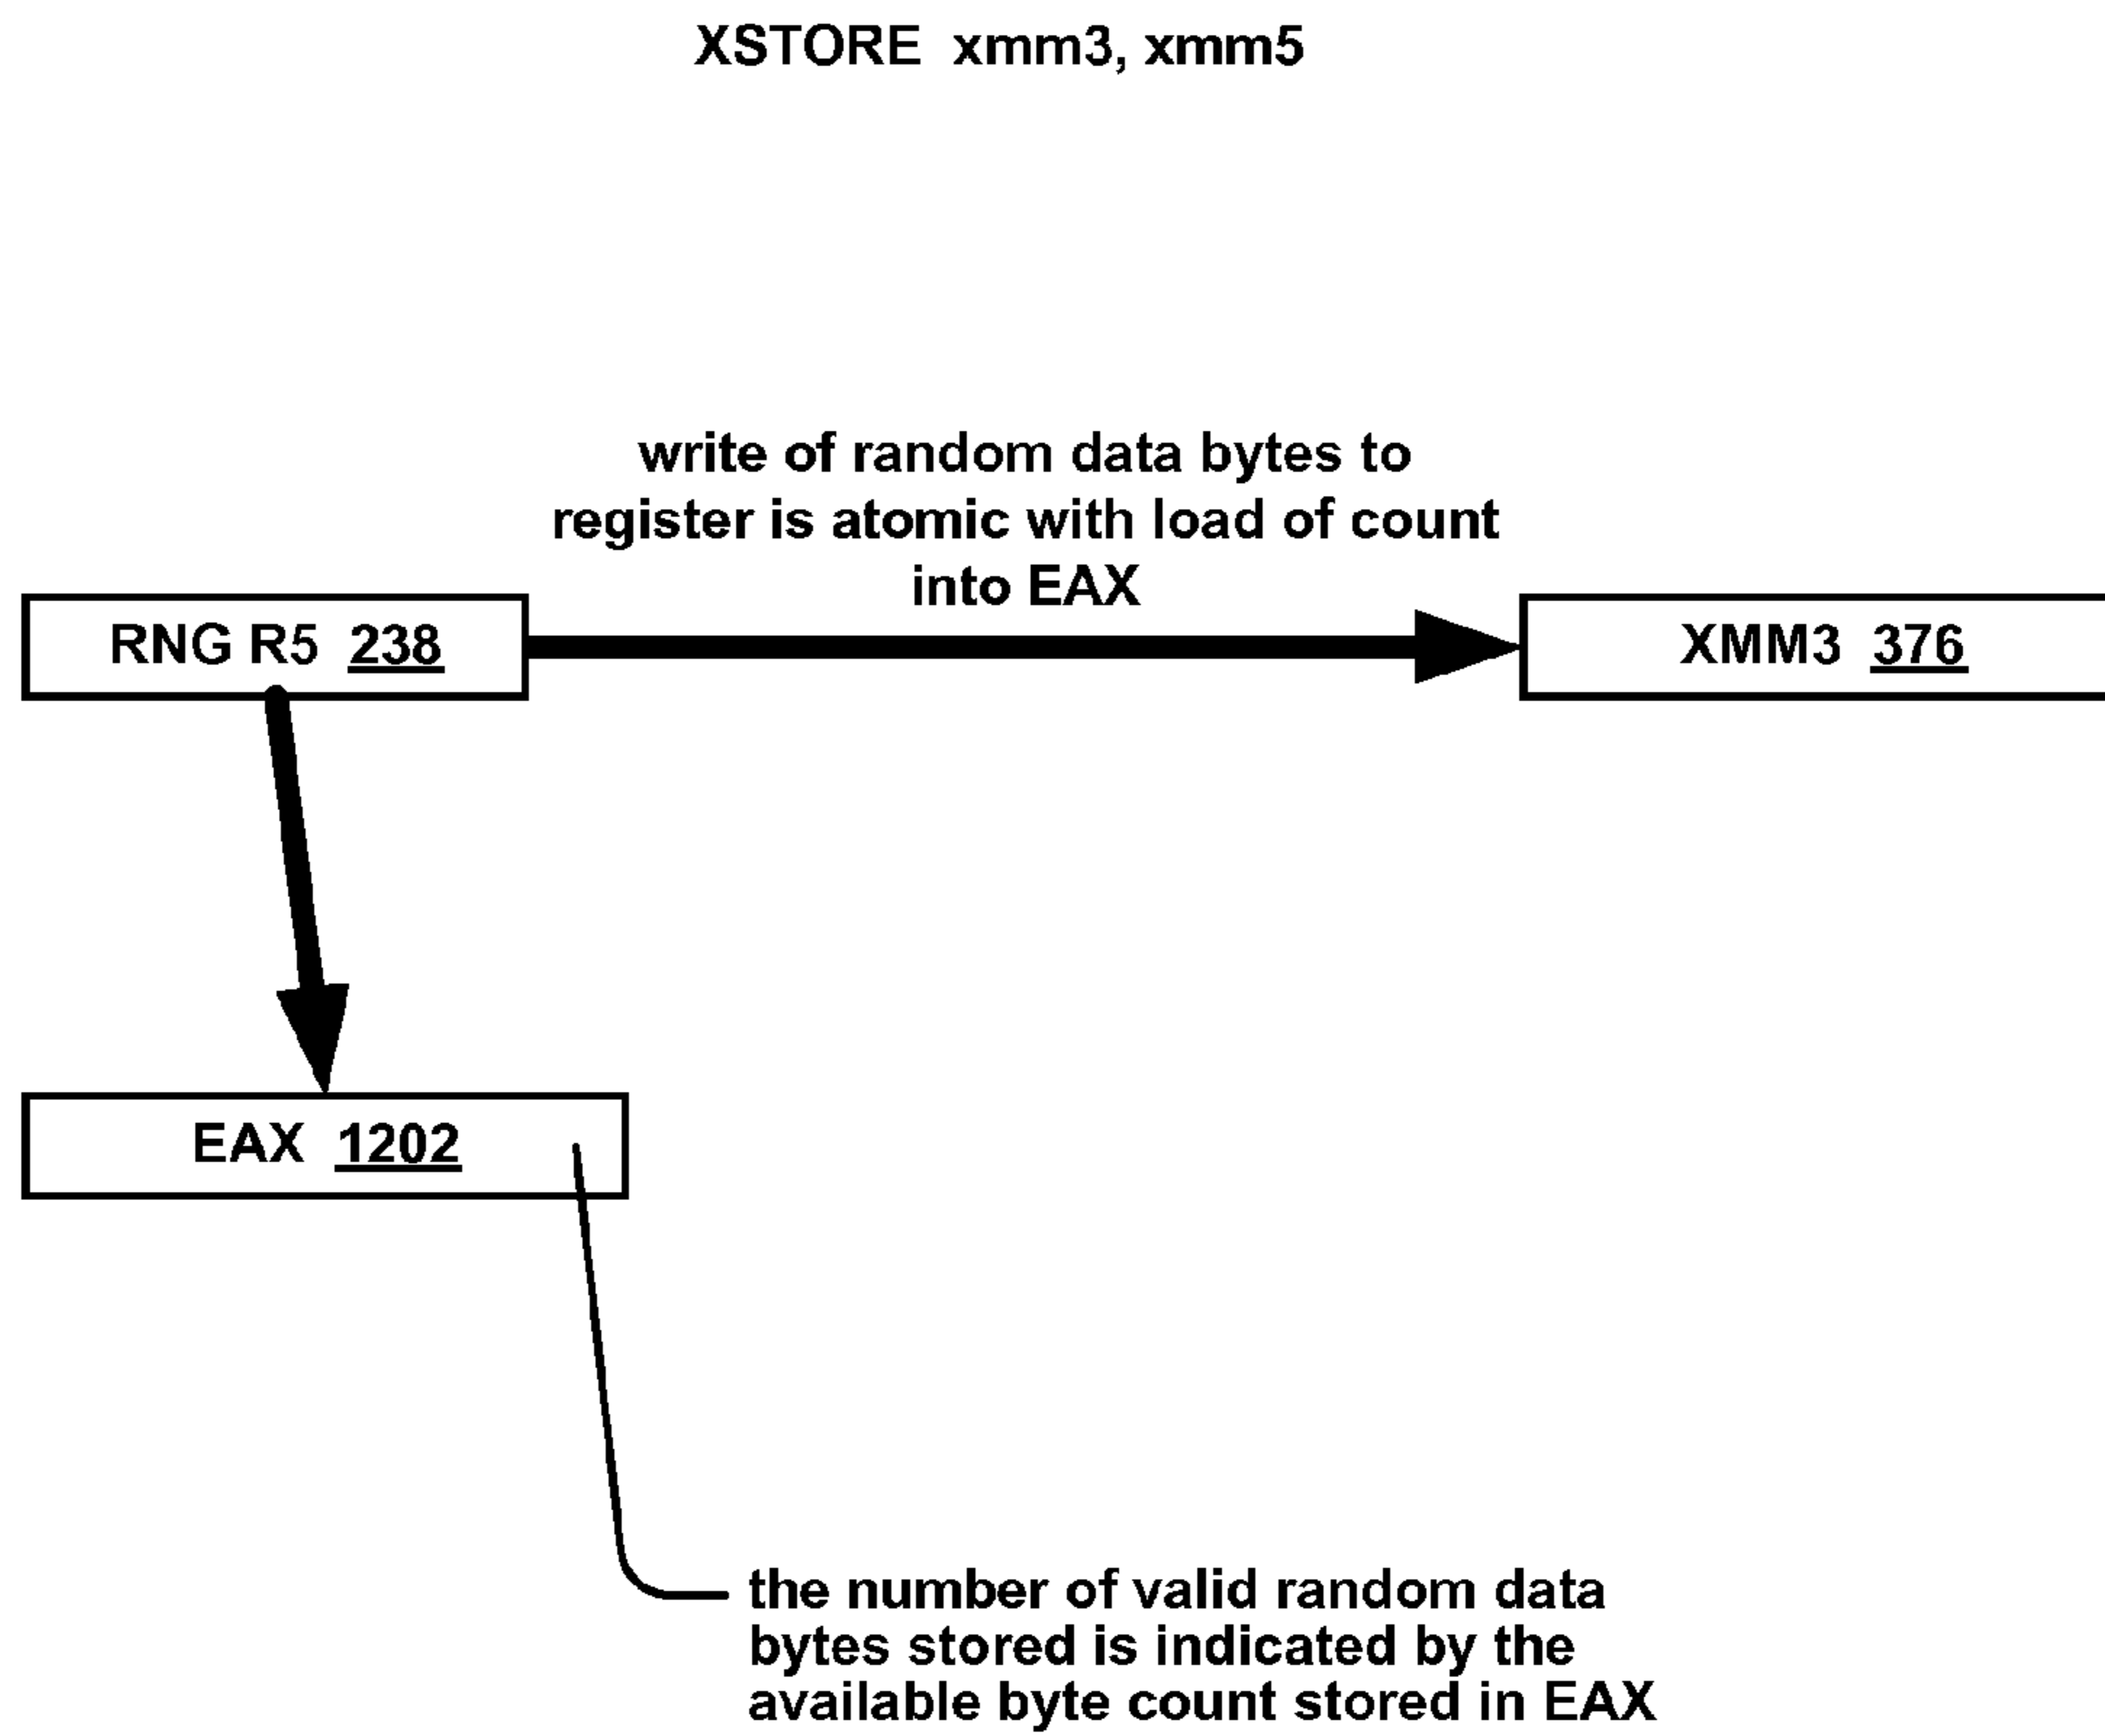 XSTORE xmm3, xmm5
write of random data bytes to
register is atomic with load of count
into EAX
RNG R5 238
XMM3 376
EAX 1202
the number of valid random data
bytes stored is indicated by the
available byte count stored in EAX